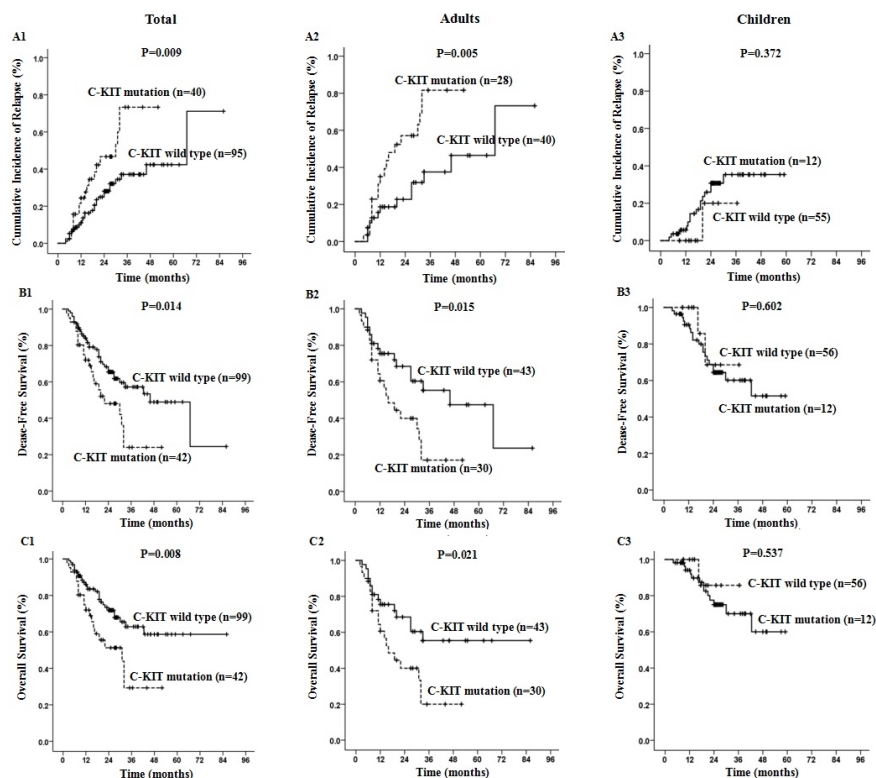 Total
Adults
Children
A1
P=0.009
C-KIT mutation (n=40)
C-KIT wild type (n=95)
Cumulative Incidence of Relapse (%)
1.0
0.8
0.6
0.4
0.2
0.0
0 12 24 36 48 60 72 84 96
Time (months)
A2
P=0.005
C-KIT mutation (n=28)
C-KIT wild type (n=40)
Cumulative Incidence of Relapse (%)
1.0
0.8
0.6
0.4
0.2
0.0
0 12 24 36 48 60 72 84 96
Time (months)
A3
P=0.372
C-KIT mutation (n=12)
C-KIT wild type (n=55)
Cumulative Incidence of Relapse (%)
1.0
0.8
0.6
0.4
0.2
0.0
0 12 24 36 48 60 72 84 96
Time (months)
B1
P=0.014
C-KIT wild type (n=99)
C-KIT mutation (n=42)
Dease-Free Survival (%)
1.0
0.8
0.6
0.4
0.2
0.0
0 12 24 36 48 60 72 84 96
Time (months)
B2
P=0.015
C-KIT wild type (n=43)
C-KIT mutation (n=30)
Dease-Free Survival (%)
1.0
0.8
0.6
0.4
0.2
0.0
0 12 24 36 48 60 72 84 96
Time (months)
B3
P=0.602
C-KIT wild type (n=56)
C-KIT mutation (n=12)
Dease-Free Survival (%)
1.0
0.8
0.6
0.4
0.2
0.0
0 12 24 36 48 60 72 84 96
Time (months)
C1
P=0.008
C-KIT wild type (n=99)
C-KIT mutation (n=42)
Overall Survival (%)
1.0
0.8
0.6
0.4
0.2
0.0
0 12 24 36 48 60 72 84 96
Time (months)
C2
P=0.021
C-KIT wild type (n=43)
C-KIT mutation (n=30)
Overall Survival (%)
1.0
0.8
0.6
0.4
0.2
0.0
0 12 24 36 48 60 72 84 96
Time (months)
C3
P=0.537
C-KIT wild type (n=56)
C-KIT mutation (n=12)
Overall Survival (%)
1.0
0.8
0.6
0.4
0.2
0.0
0 12 24 36 48 60 72 84 96
Time (months)